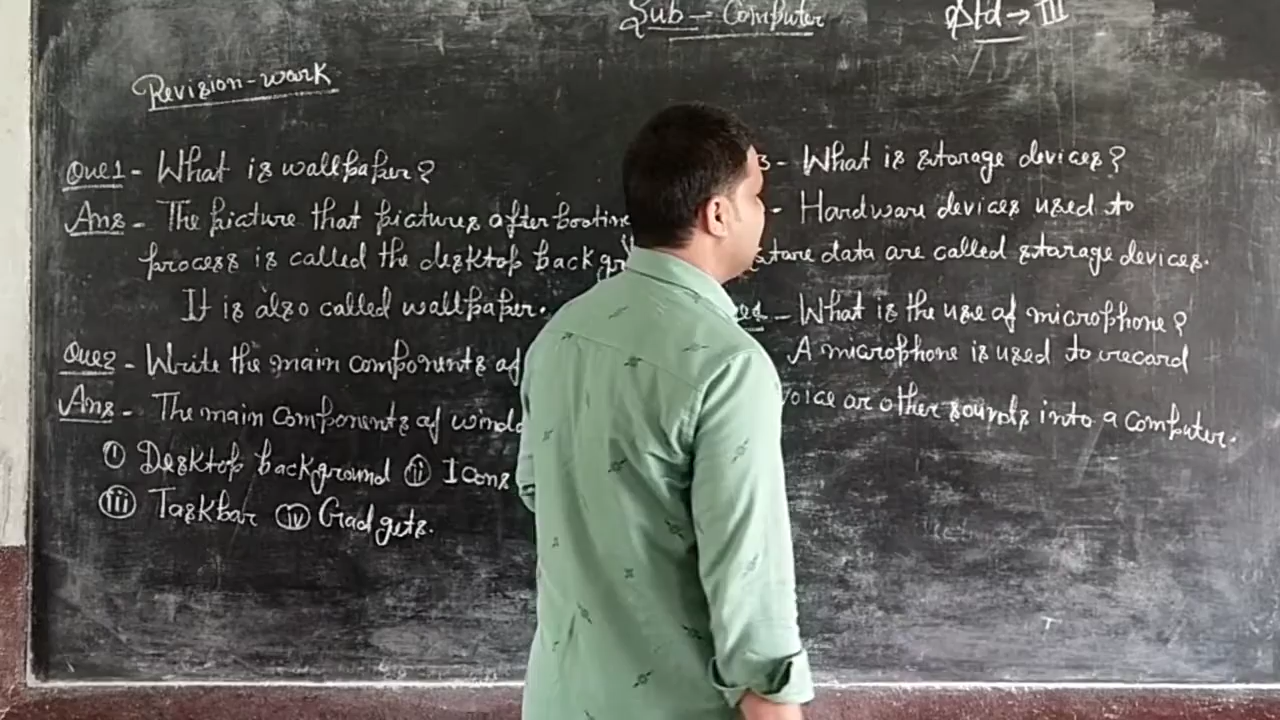 Sub → Computer
Std → III
Revision-work
Que1 - What is wallpaper?
Ans - The picture that pictures after booting
process is called the desktop backgr
It is also called wallpaper.
Que2 - Write the main components of
Ans - The main Components of windo
(i) Desktop background (ii) Icons
(iii) Taskbar (iv) Gadgets.
3 - What is storage devices?
- Hardware devices used to
store data are called storage devices.
- What is the use of microphone?
A microphone is used to record
voice or other sounds into a computer.